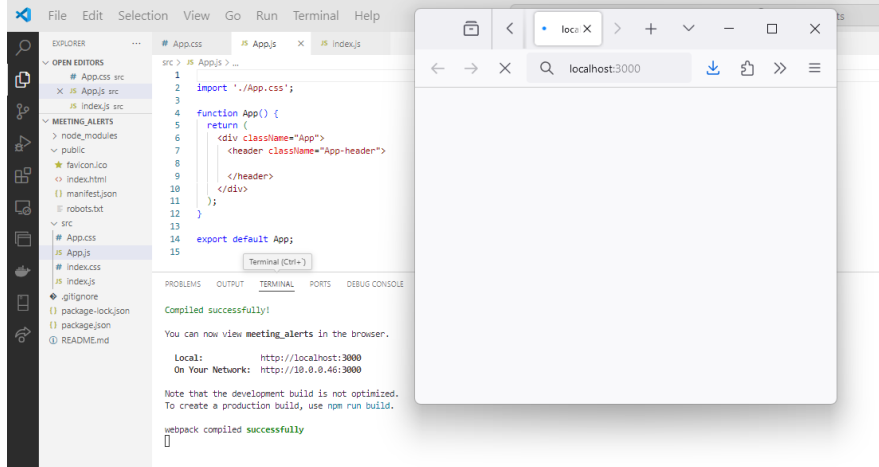 File Edit Selection View Go Run Terminal Help
ts
EXPLORER ...
OPEN EDITORS
# App.css src
JS App.js src
JS index.js src
MEETING_ALERTS
node_modules
public
favicon.ico
index.html
manifest.json
robots.txt
src
# App.css
JS App.js
# index.css
JS index.js
.gitignore
{} package-lock.json
{} package.json
README.md
# App.css JS App.js JS index.js
src > JS App.js > ...
1
2 import './App.css';
3
4 function App() {
5 return (
6 <div className="App">
7 <header className="App-header">
8
9 </header>
10 </div>
11 );
12 }
13
14 export default App;
15
Terminal (Ctrl+`)
PROBLEMS OUTPUT TERMINAL PORTS DEBUG CONSOLE
Compiled successfully!
You can now view meeting_alerts in the browser.
Local: http://localhost:3000
On Your Network: http://10.0.0.46:3000
Note that the development build is not optimized.
To create a production build, use npm run build.
webpack compiled successfully
loca
localhost:3000